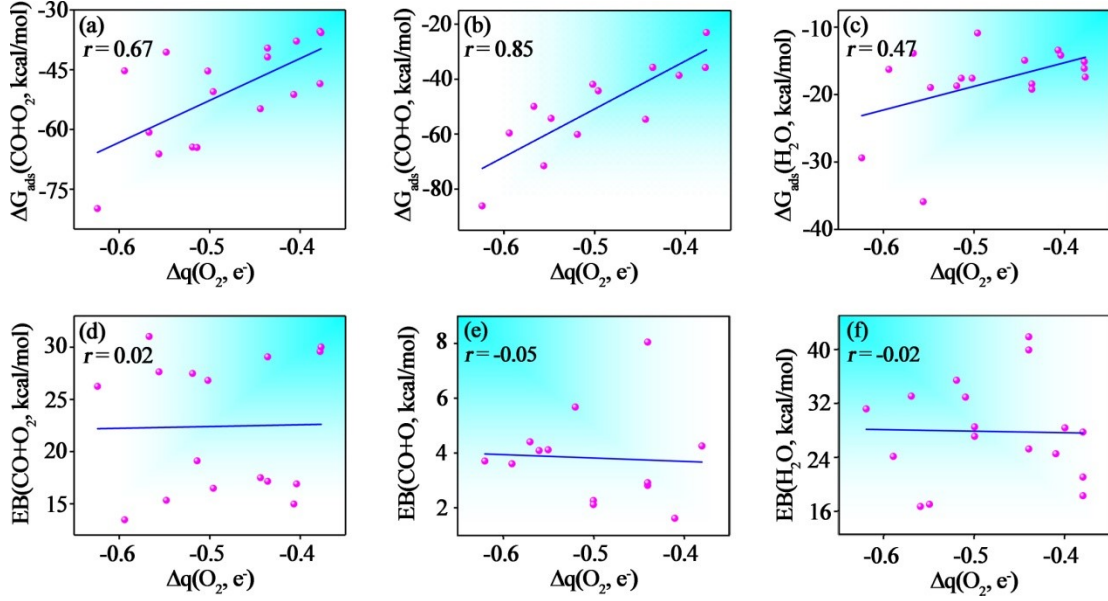 (a)
r = 0.67
-30
-45
-60
-75
ΔG_ads(CO+O₂, kcal/mol)
-0.6 -0.5 -0.4
Δq(O₂, e⁻)
(b)
r = 0.85
-20
-40
-60
-80
ΔG_ads(CO+O, kcal/mol)
-0.6 -0.5 -0.4
Δq(O₂, e⁻)
(c)
r = 0.47
-10
-20
-30
-40
ΔG_ads(H₂O, kcal/mol)
-0.6 -0.5 -0.4
Δq(O₂, e⁻)
(d)
r = 0.02
30
25
20
15
EB(CO+O₂, kcal/mol)
-0.6 -0.5 -0.4
Δq(O₂, e⁻)
(e)
r = -0.05
8
6
4
2
EB(CO+O, kcal/mol)
-0.6 -0.5 -0.4
Δq(O₂, e⁻)
(f)
r = -0.02
40
32
24
16
EB(H₂O, kcal/mol)
-0.6 -0.5 -0.4
Δq(O₂, e⁻)